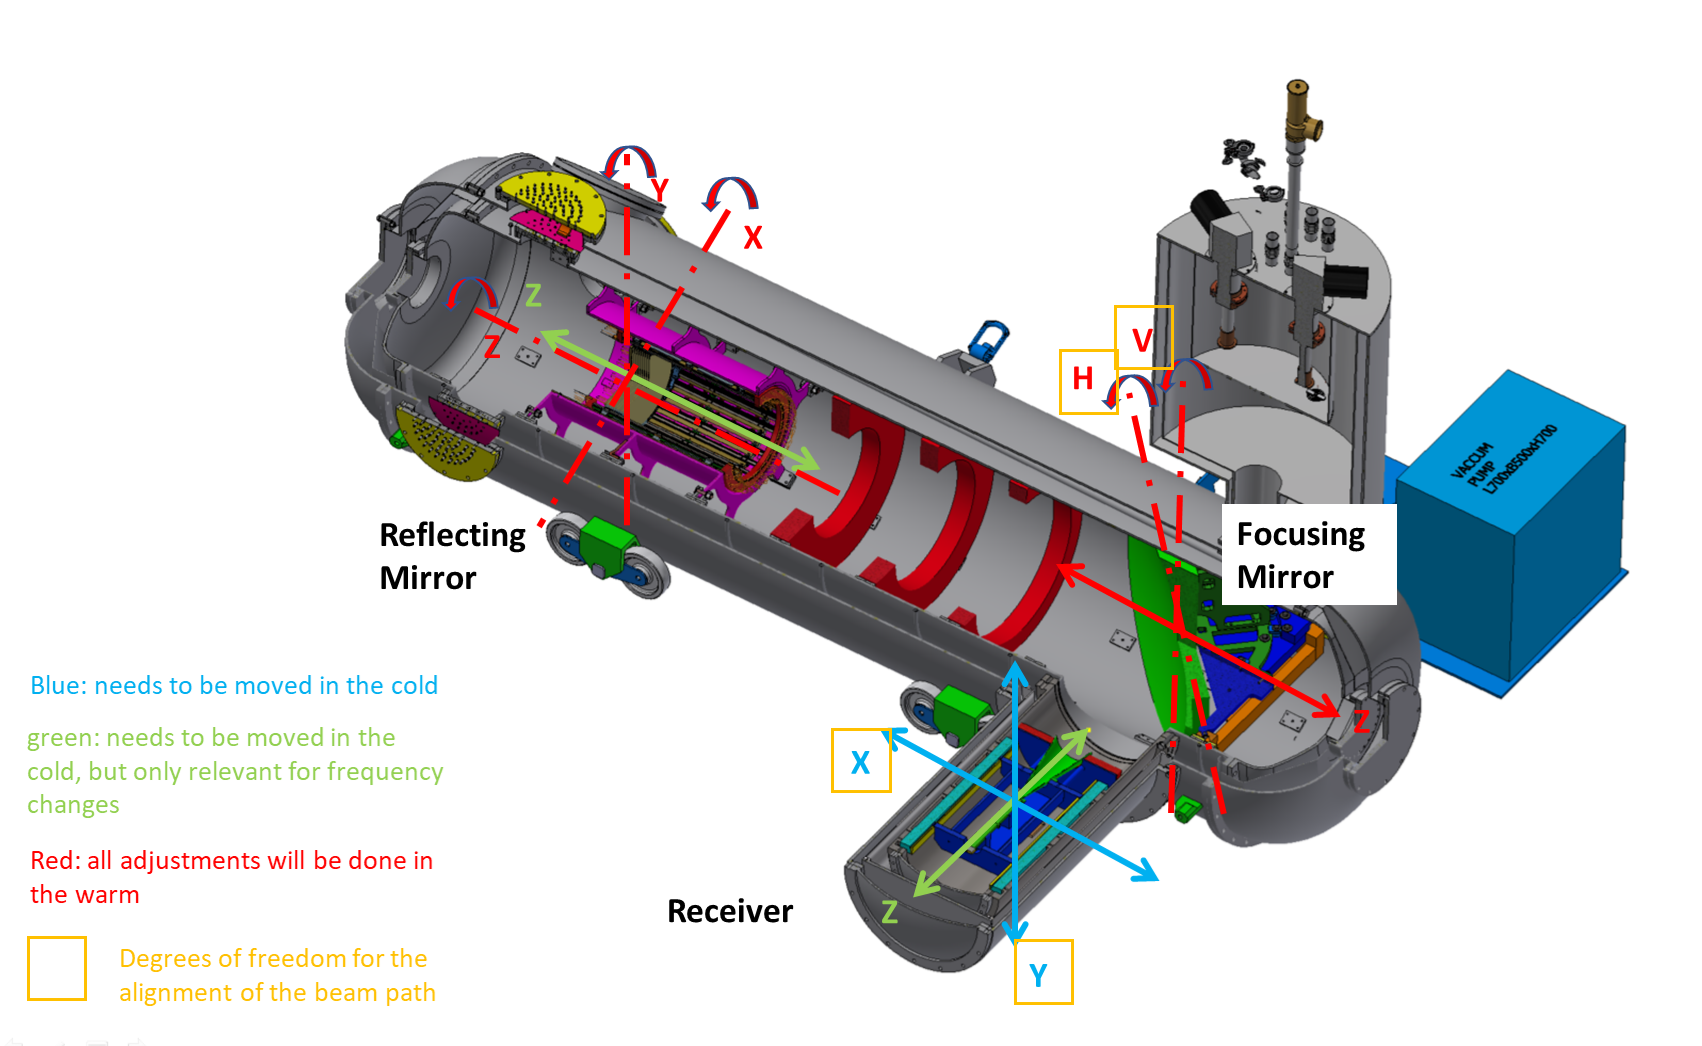 Y
X
Z
Z
V
H
VACCUM
PUMP
L700xB500xH700
Reflecting
Mirror
Focusing
Mirror
Z
X
Z
Y
Receiver
Blue: needs to be moved in the cold
green: needs to be moved in the
cold, but only relevant for frequency
changes
Red: all adjustments will be done in
the warm
Degrees of freedom for the
alignment of the beam path